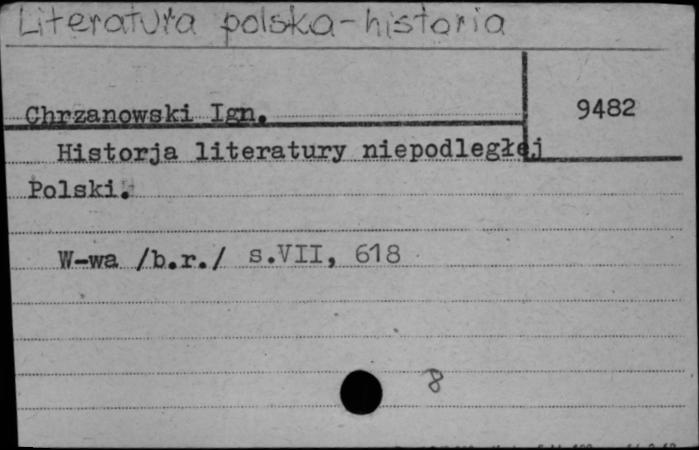 Literatura polska-historia
Chrzanowski Ign.
9482
Historja literatury niepodległej
Polski.
W-wa /b.r./ s.VII, 618
8